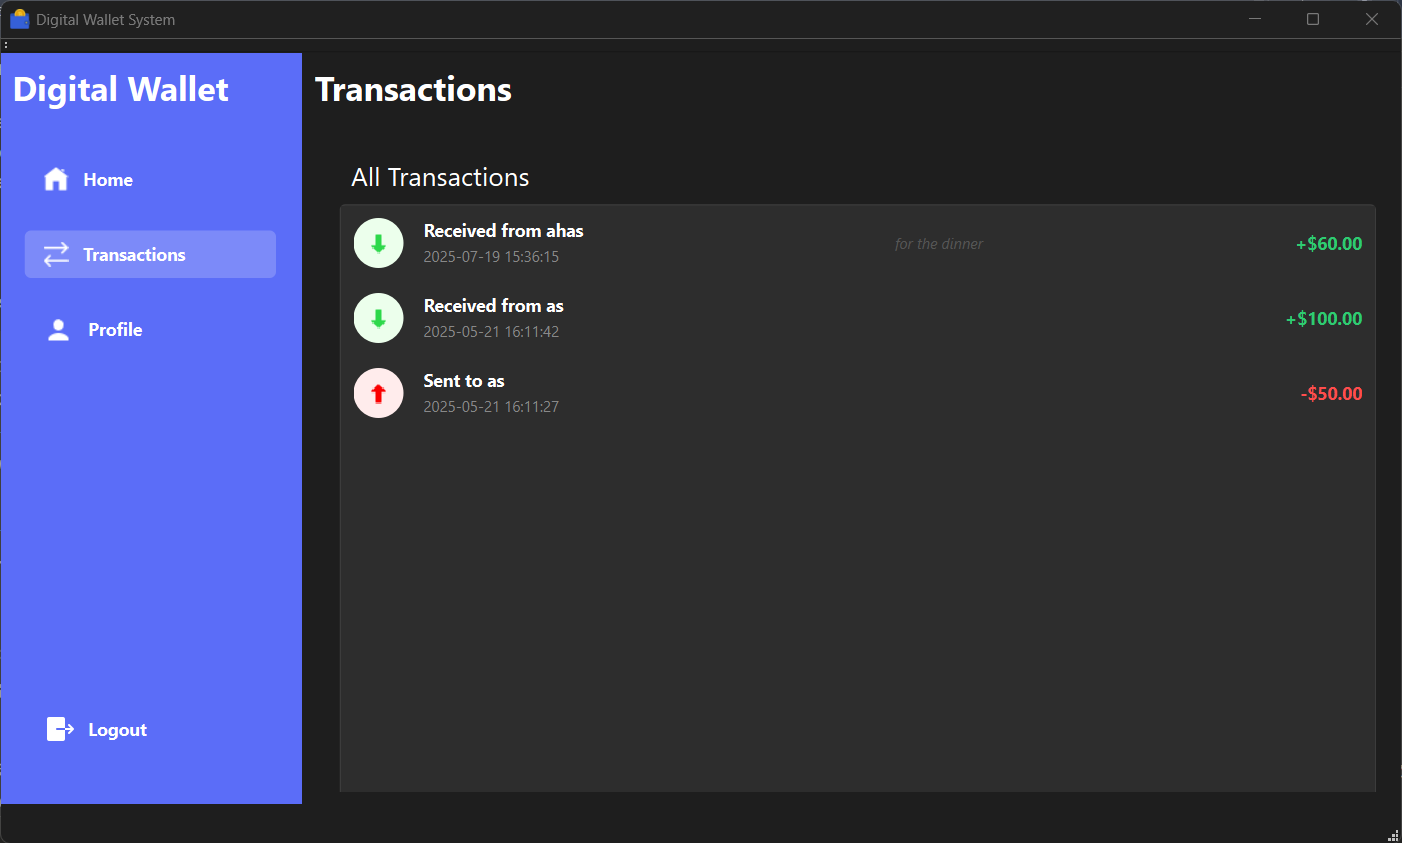 Digital Wallet System
Digital Wallet
Transactions
Home
Transactions
Profile
Logout
All Transactions
Received from ahas
2025-07-19 15:36:15
for the dinner
+$60.00
Received from as
2025-05-21 16:11:42
+$100.00
Sent to as
2025-05-21 16:11:27
-$50.00